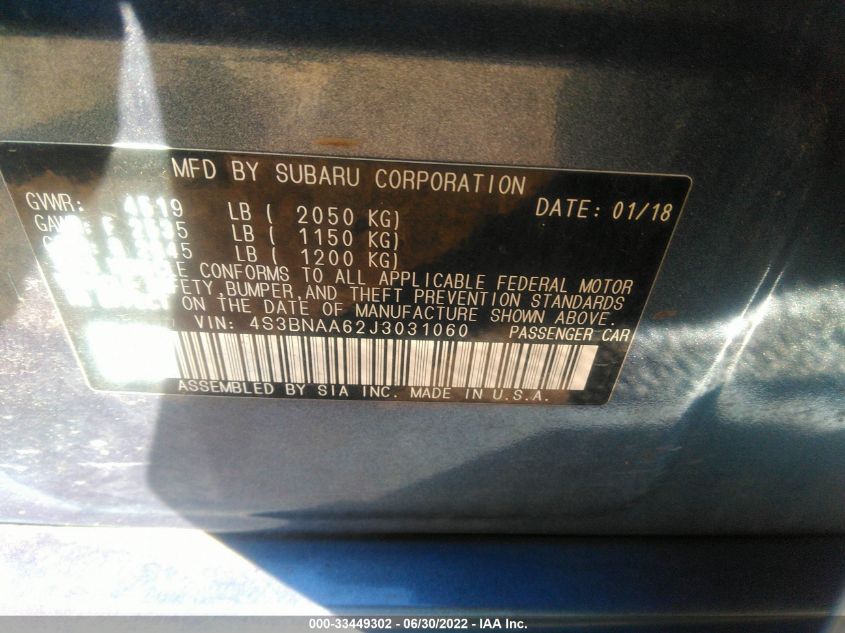 MFD BY SUBARU CORPORATION
DATE: 01/18
GVWR: LB ( 2050 KG)
LB ( 1150 KG)
LB ( 1200 KG)
CONFORMS TO ALL APPLICABLE FEDERAL MOTOR
SAFETY, BUMPER, AND THEFT PREVENTION STANDARDS
ON THE DATE OF MANUFACTURE SHOWN ABOVE.
VIN: 4S3BNAA62J3031060 PASSENGER CAR
ASSEMBLED BY SIA INC. MADE IN U.S.A.
000-33449302 - 06/30/2022 - IAA Inc.